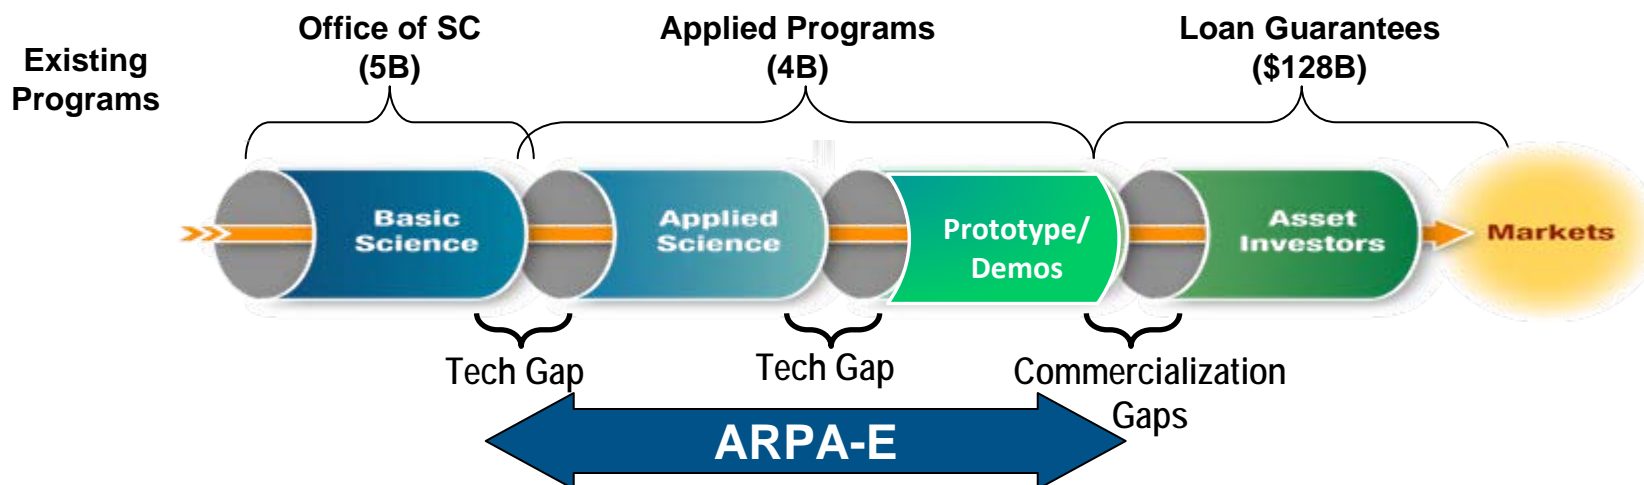 Existing
Programs
Office of SC
(5B)
Applied Programs
(4B)
Loan Guarantees
($128B)
Basic
Science
Applied
Science
Prototype/
Demos
Asset
Investors
Markets
Tech Gap
Tech Gap
Commercialization
Gaps
ARPA-E